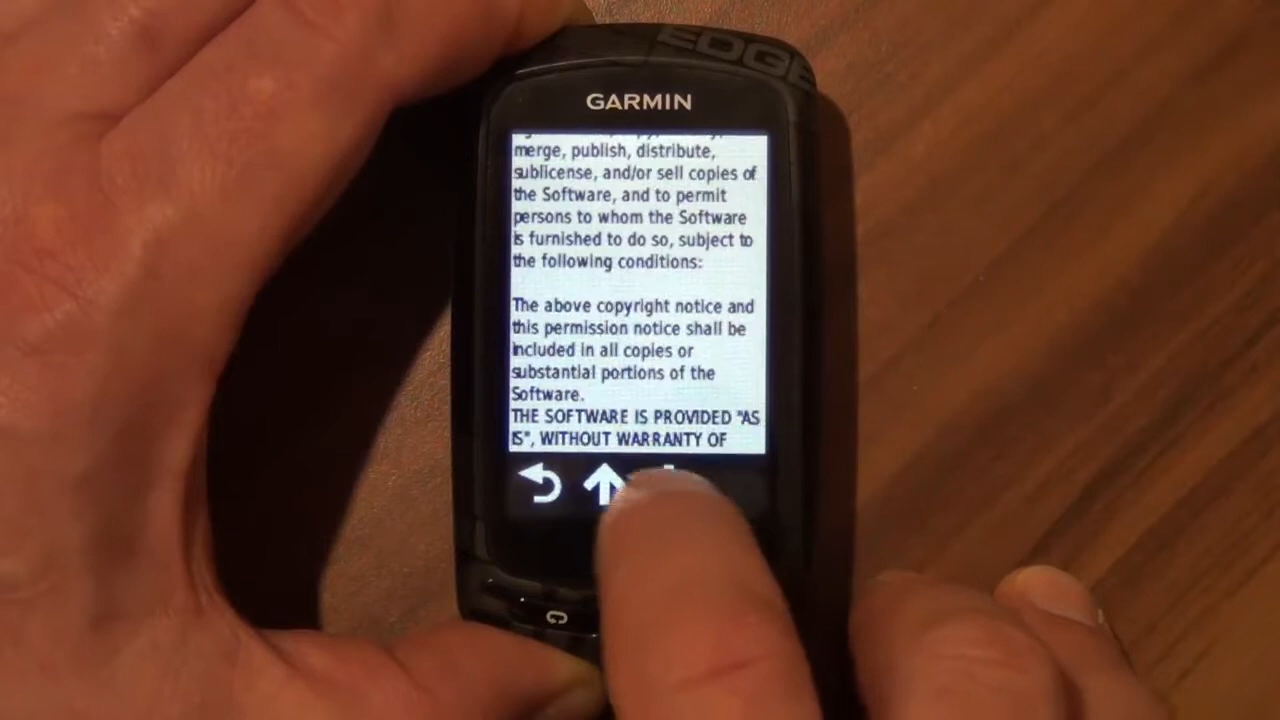 EDGE
GARMIN
merge, publish, distribute,
sublicense, and/or sell copies of
the Software, and to permit
persons to whom the Software
is furnished to do so, subject to
the following conditions:
The above copyright notice and
this permission notice shall be
included in all copies or
substantial portions of the
Software.
THE SOFTWARE IS PROVIDED "AS
IS", WITHOUT WARRANTY OF